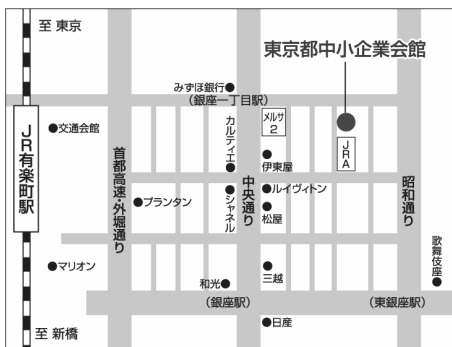 至 東京
東京都中小企業会館
みずほ銀行
(銀座一丁目駅)
メルサ
2
JR有楽町駅
交通会館
カルティエ
伊東屋
JRA
首都高速・外堀通り
中央通り
昭和通り
プランタン
シャネル
ルイヴィトン
松屋
歌舞伎座
マリオン
和光
三越
(銀座駅)
(東銀座駅)
日産
至 新橋